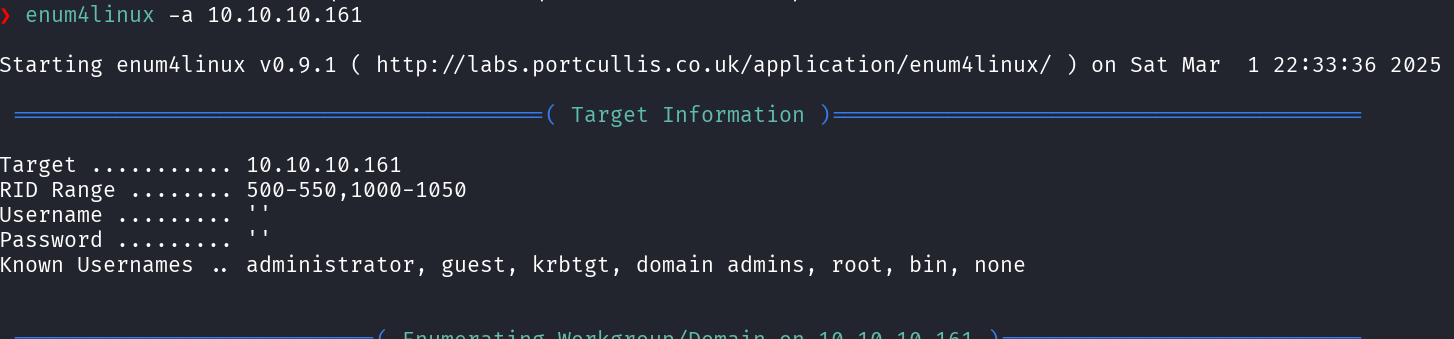 ❯ enum4linux -a 10.10.10.161
Starting enum4linux v0.9.1 ( http://labs.portcullis.co.uk/application/enum4linux/ ) on Sat Mar  1 22:33:36 2025
( Target Information )
Target ........... 10.10.10.161
RID Range ........ 500-550,1000-1050
Username ......... ''
Password ......... ''
Known Usernames .. administrator, guest, krbtgt, domain admins, root, bin, none
( Enumerating Workgroup/Domain on 10.10.10.161 )